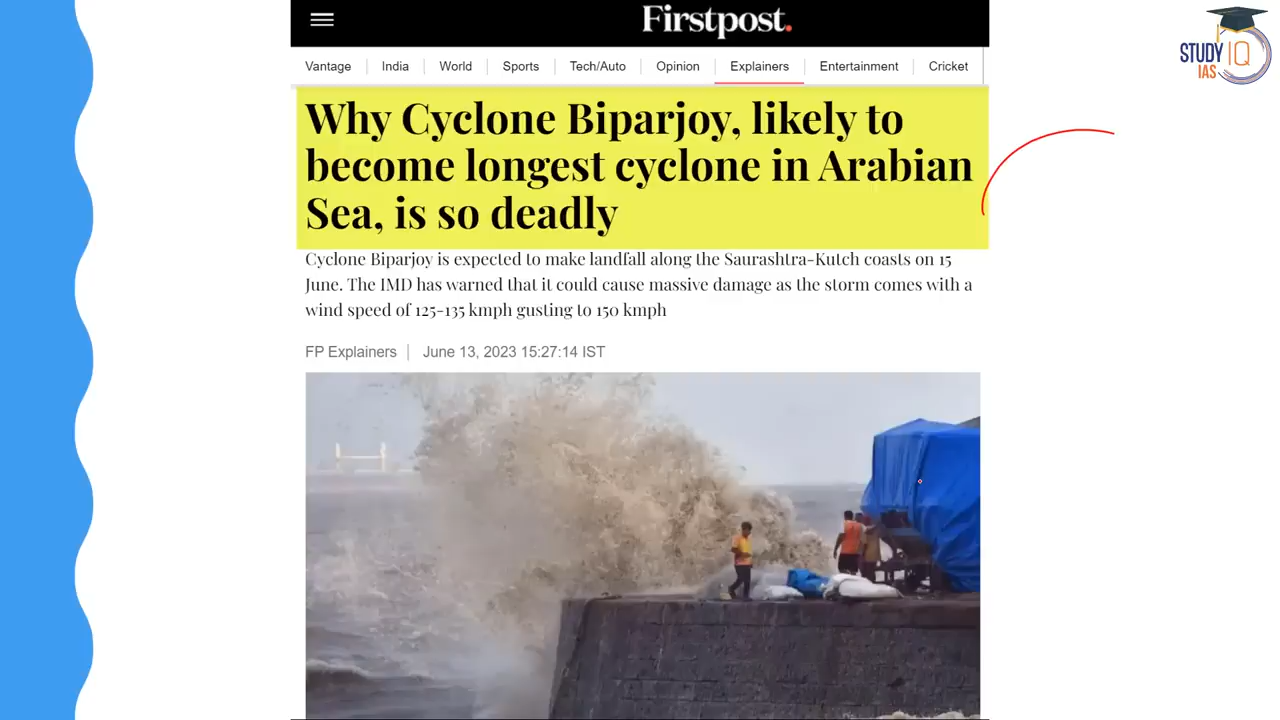 Firstpost.
Vantage India World Sports Tech/Auto Opinion Explainers Entertainment Cricket
STUDY IQ
IAS
Why Cyclone Biparjoy, likely to
become longest cyclone in Arabian
Sea, is so deadly
Cyclone Biparjoy is expected to make landfall along the Saurashtra-Kutch coasts on 15
June. The IMD has warned that it could cause massive damage as the storm comes with a
wind speed of 125-135 kmph gusting to 150 kmph
FP Explainers | June 13, 2023 15:27:14 IST